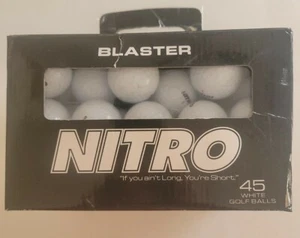 BLASTER
NITRO
"If you ain't Long, You're Short."
45
WHITE
GOLF BALLS